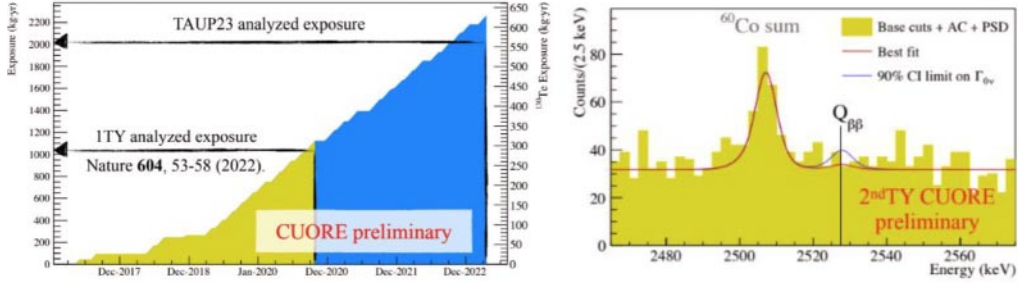 Exposure (kg·yr)
2200
2000
1800
1600
1400
1200
1000
800
600
400
200
0
TAUP23 analyzed exposure
1TY analyzed exposure
Nature 604, 53-58 (2022).
CUORE preliminary
Dec-2017
Dec-2018
Jan-2020
Dec-2020
Dec-2021
Dec-2022
650
600
550
500
450
400
350
300
250
200
150
100
50
0
¹³⁰Te Exposure (kg·yr)
Counts/(2.5 keV)
100
80
60
40
20
0
⁶⁰Co sum
Base cuts + AC + PSD
Best fit
90% CI limit on Γ₀ᵥ
Qββ
2ⁿᵈTY CUORE
preliminary
2480
2500
2520
2540
2560
Energy (keV)